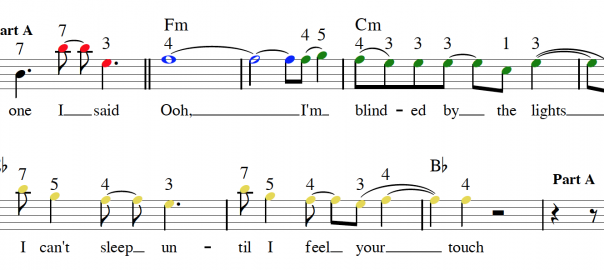 art A 7 Fm Cm
7 4 4 5 4 3 3 3 1 3
one I said Ooh, I'm blind - ed by the lights
♭ B♭
7 5 4 4 3 7 5 4 3 4 4 Part A
I can't sleep un - til I feel your touch